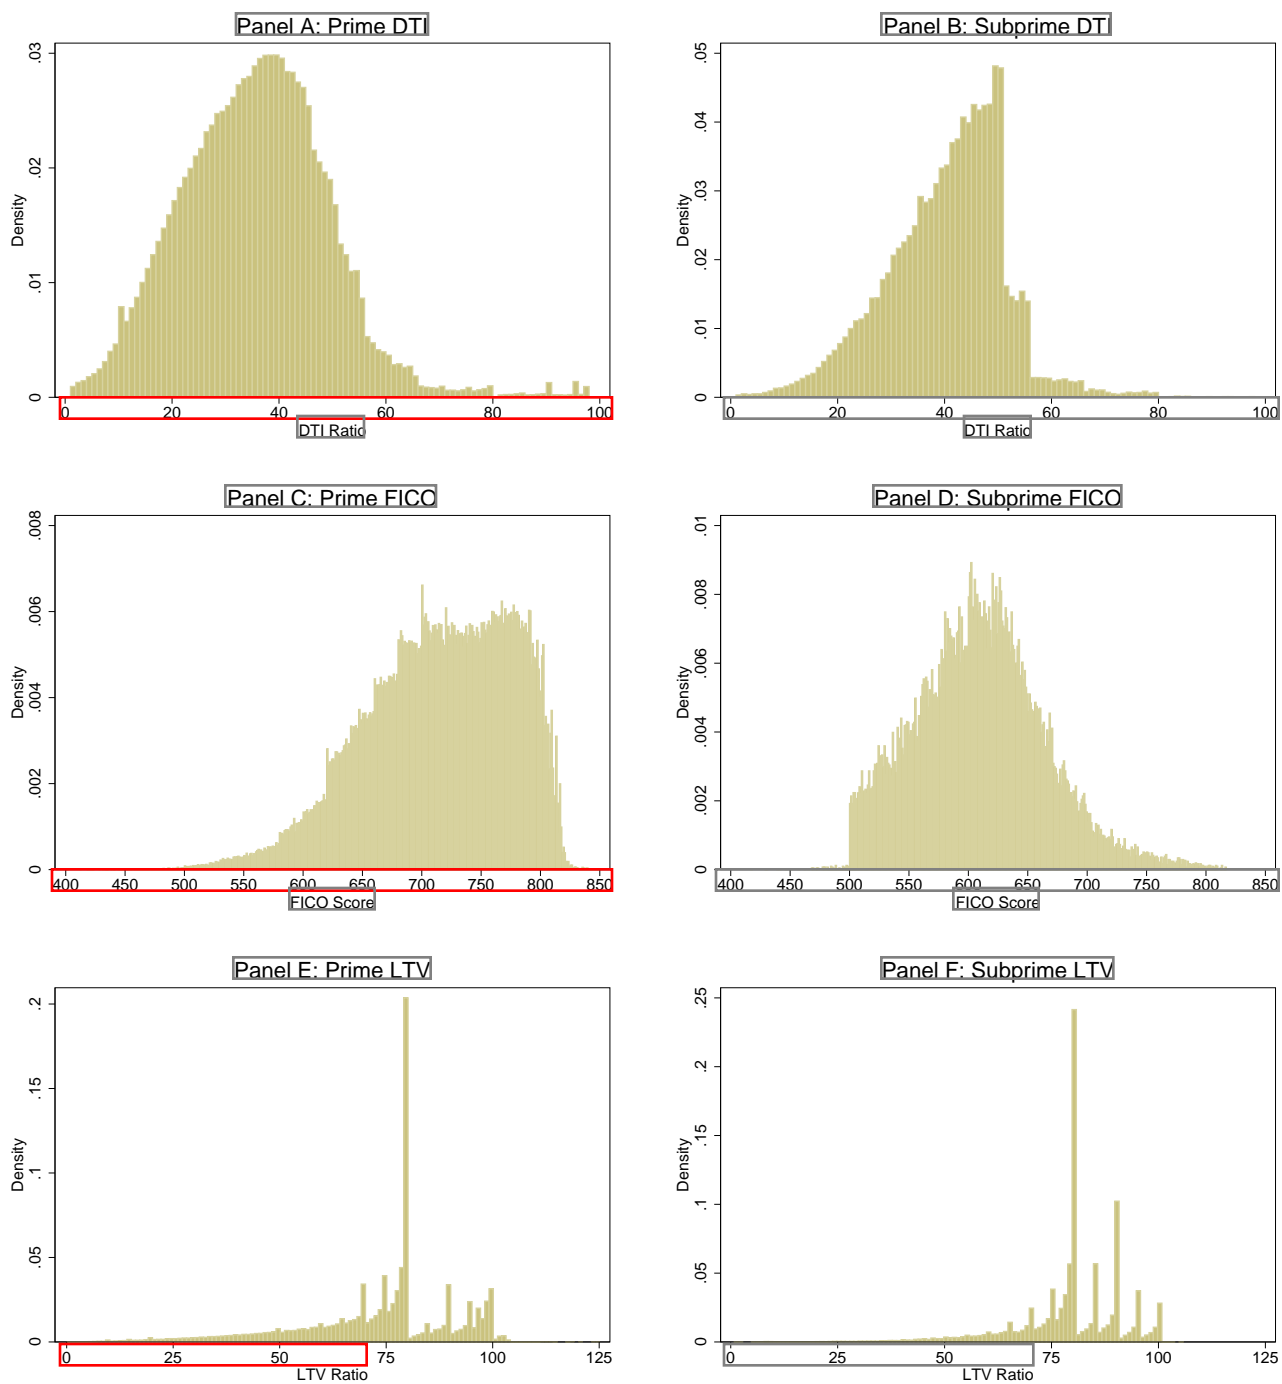 Panel A: Prime DTI
.03
.02
.01
0
Density
0 20 40 60 80 100
DTI Ratio
Panel B: Subprime DTI
.05
.04
.03
.02
.01
0
Density
0 20 40 60 80 100
DTI Ratio
Panel C: Prime FICO
.008
.006
.004
.002
0
Density
400 450 500 550 600 650 700 750 800 850
FICO Score
Panel D: Subprime FICO
.01
.008
.006
.004
.002
0
Density
400 450 500 550 600 650 700 750 800 850
FICO Score
Panel E: Prime LTV
.2
.15
.1
.05
0
Density
0 25 50 75 100 125
LTV Ratio
Panel F: Subprime LTV
.25
.2
.15
.1
.05
0
Density
0 25 50 75 100 125
LTV Ratio